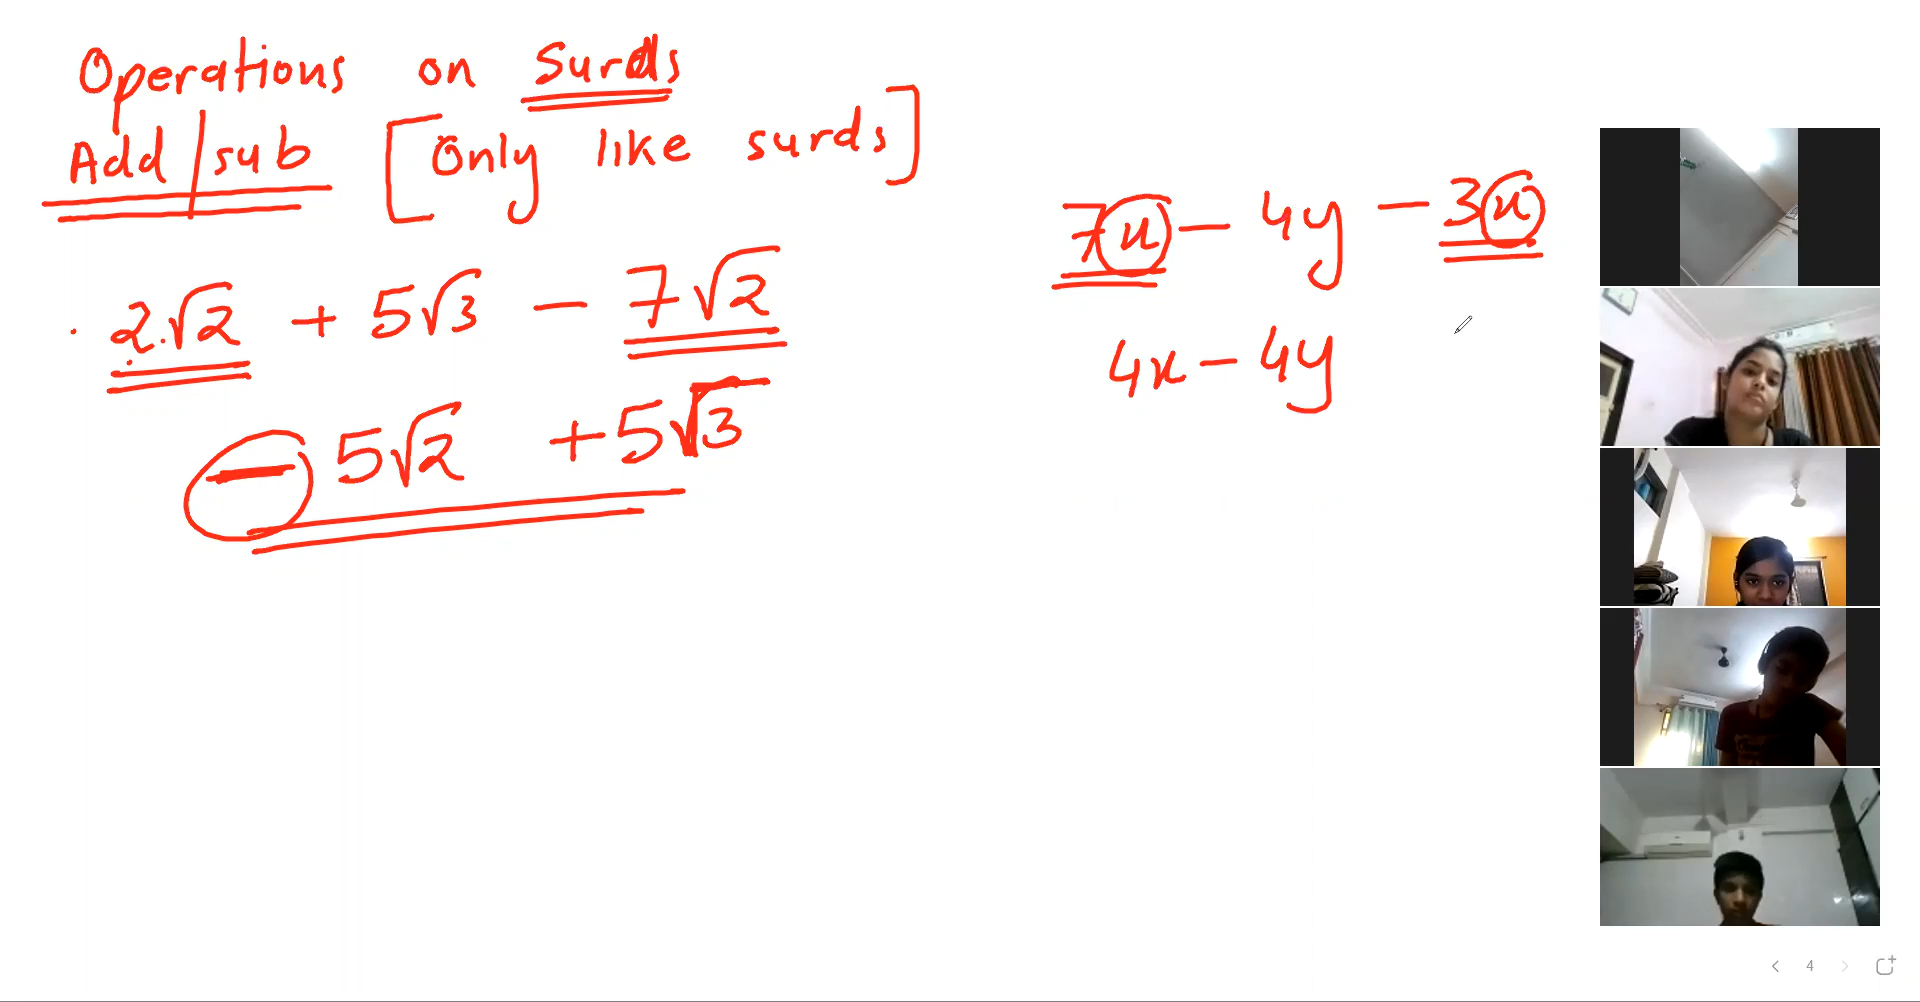 Operations on Surds
Add/sub [Only like surds]
2√2 + 5√3 − 7√2
− 5√2 + 5√3
7x − 4y − 3x
4x − 4y
4